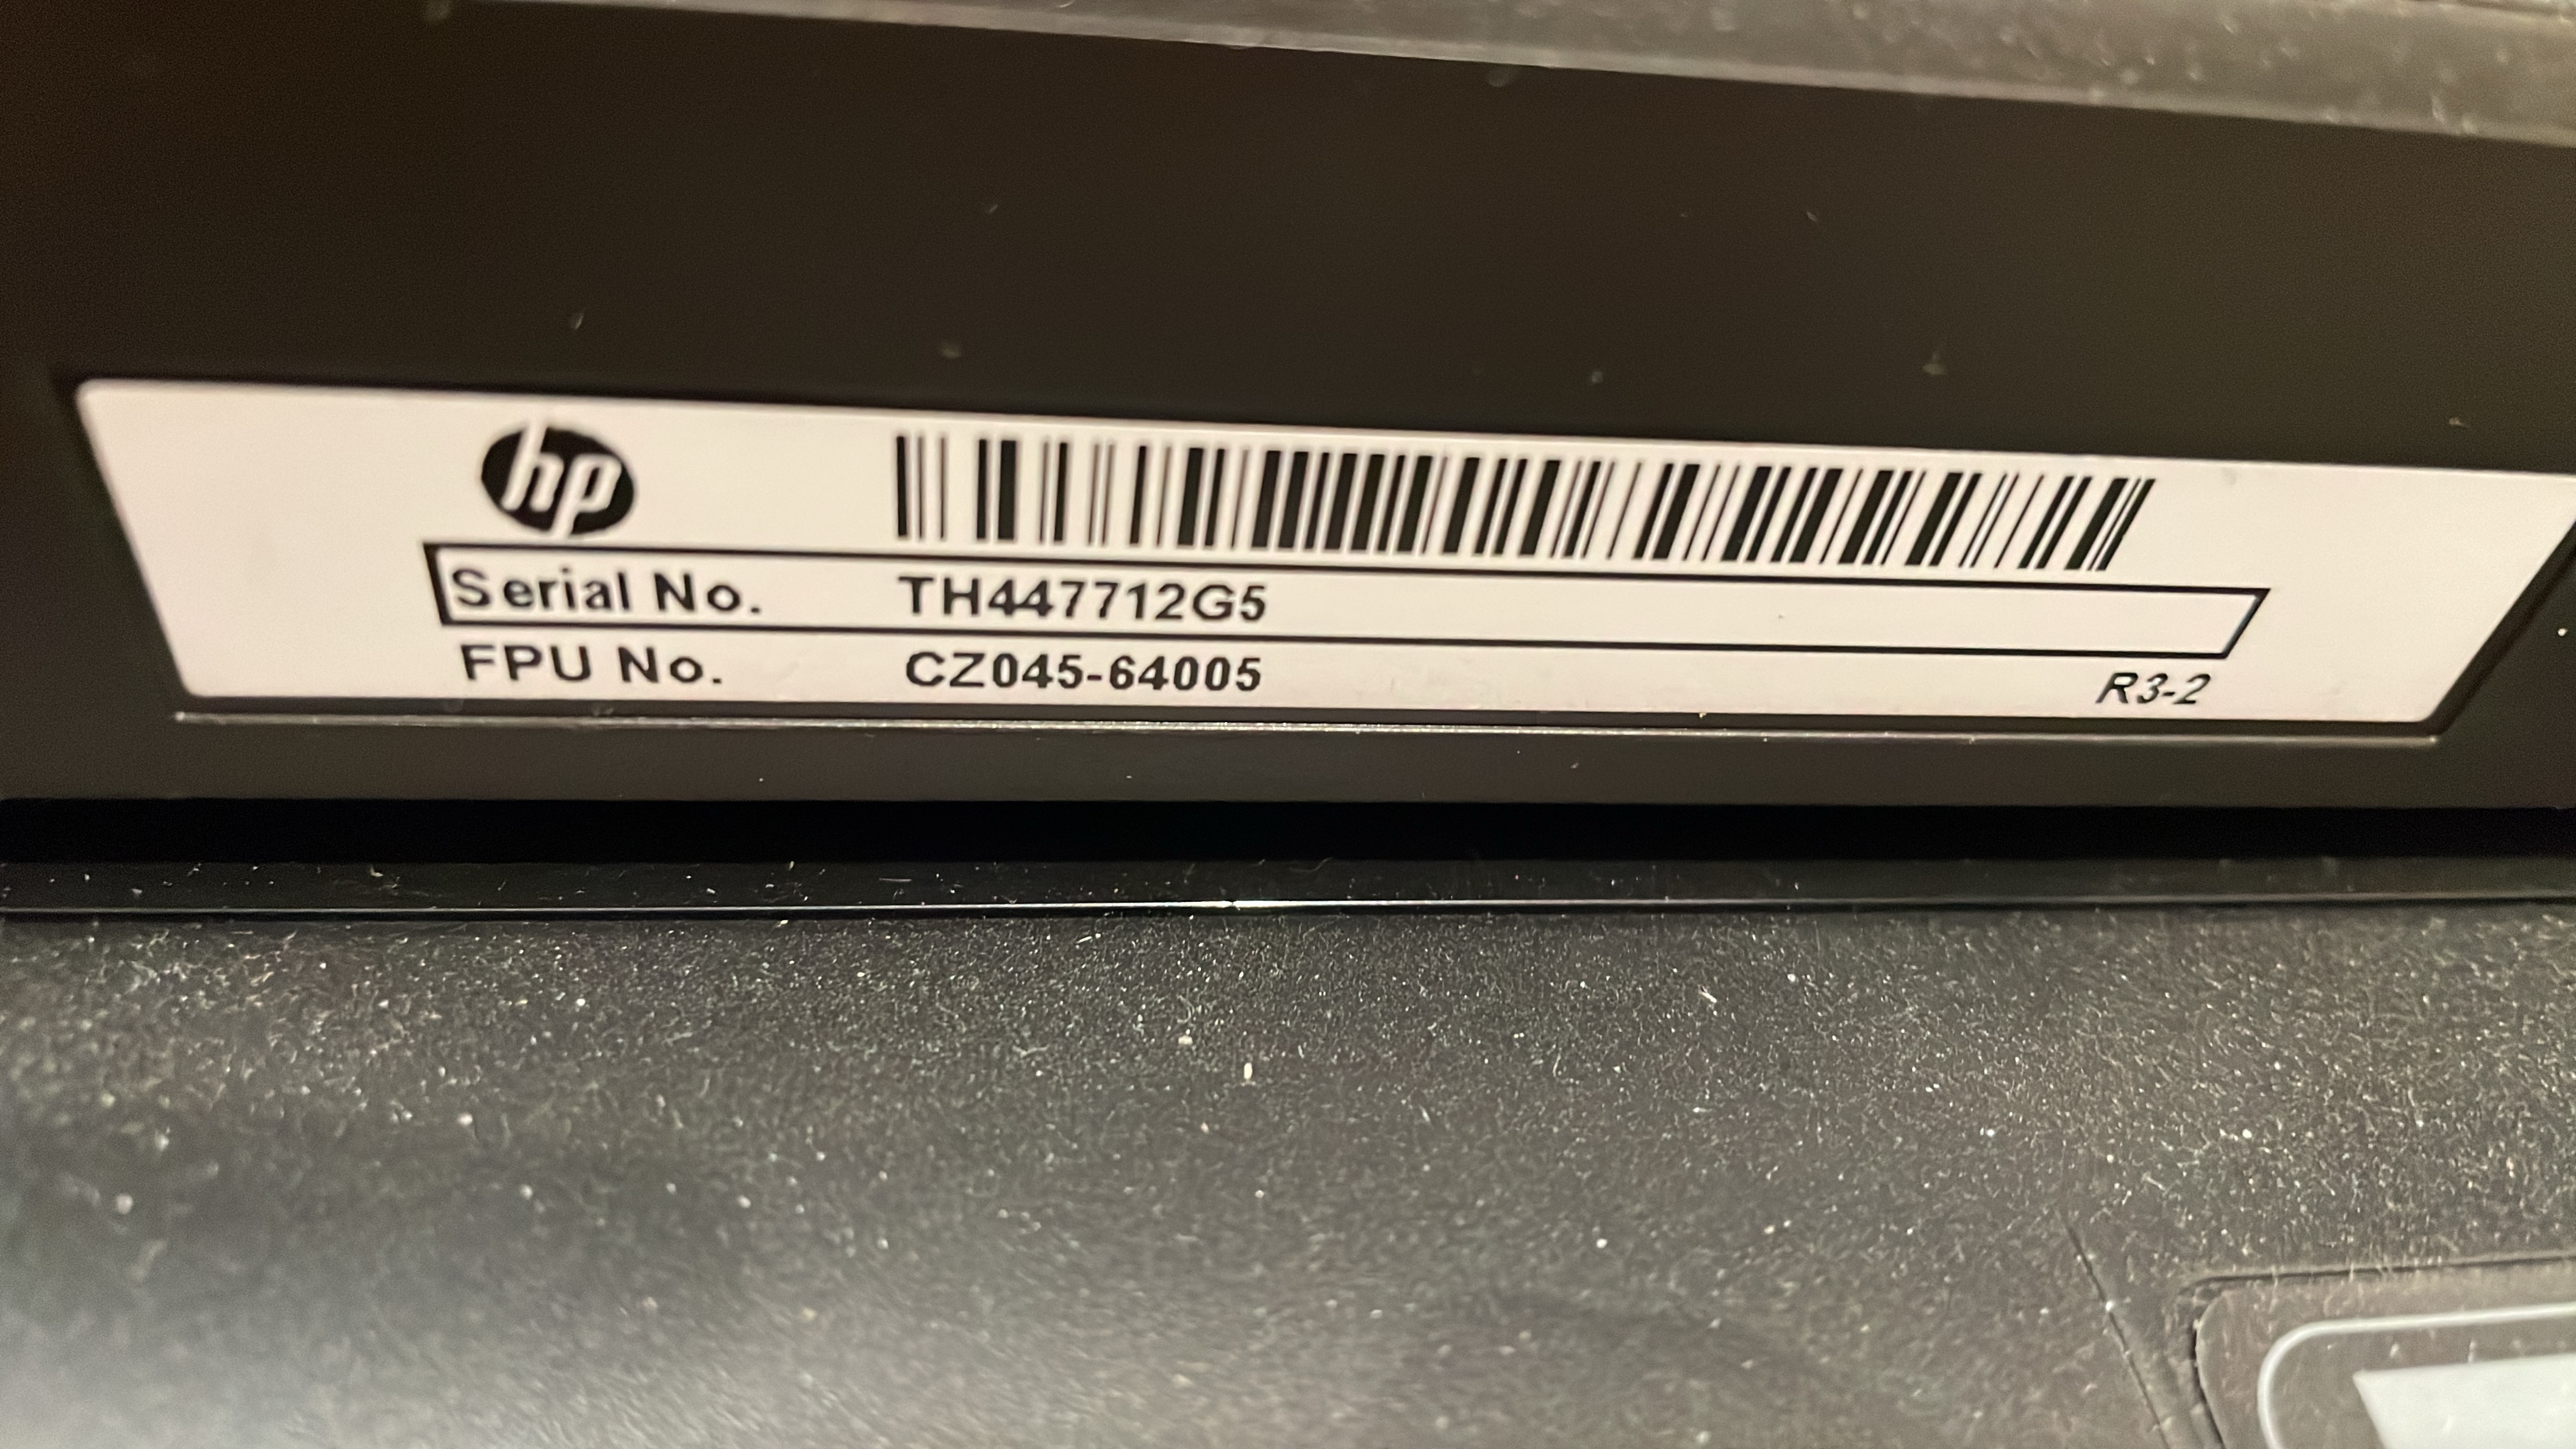 hp
Serial No. TH447712G5
FPU No. CZ045-64005
R3-2